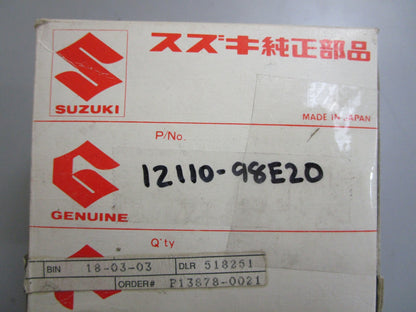 スズキ純正部品
SUZUKI
MADE IN JAPAN
P/No.
12110-98E20
GENUINE
Q'ty
BIN 18-03-03 DLR 518251
ORDER# P13878-0021